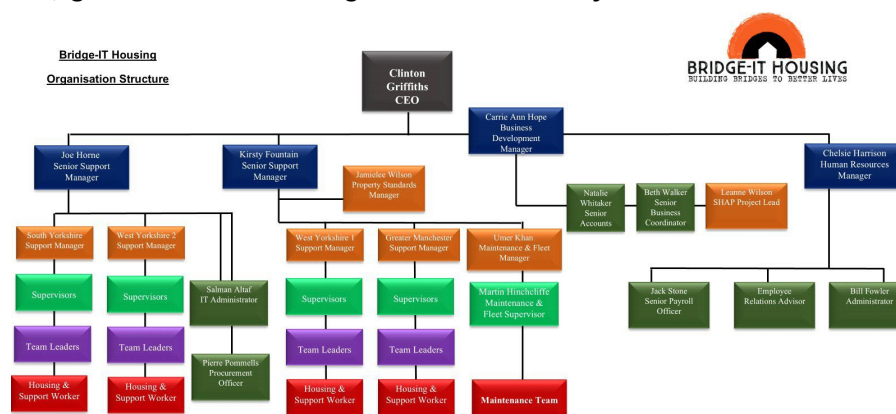 Bridge-IT Housing
Organisation Structure
BRIDGE-IT HOUSING
BUILDING BRIDGES TO BETTER LIVES
Clinton
Griffiths
CEO
Carrie Ann Hope
Business
Development
Manager
Joe Horne
Senior Support
Manager
Kirsty Fountain
Senior Support
Manager
Chelsie Harrison
Human Resources
Manager
Jamielee Wilson
Property Standards
Manager
Natalie
Whitaker
Senior
Accounts
Beth Walker
Senior
Business
Coordinator
Leanne Wilson
SHAP Project Lead
South Yorkshire
Support Manager
West Yorkshire 2
Support Manager
West Yorkshire 1
Support Manager
Greater Manchester
Support Manager
Umer Khan
Maintenance & Fleet
Manager
Supervisors
Supervisors
Salman Altaf
IT Administrator
Supervisors
Supervisors
Martin Hinchcliffe
Maintenance &
Fleet Supervisor
Jack Stone
Senior Payroll
Officer
Employee
Relations Advisor
Bill Fowler
Administrator
Team Leaders
Team Leaders
Pierre Pommells
Procurement
Officer
Team Leaders
Team Leaders
Housing &
Support Worker
Housing &
Support Worker
Housing &
Support Worker
Housing &
Support Worker
Maintenance Team